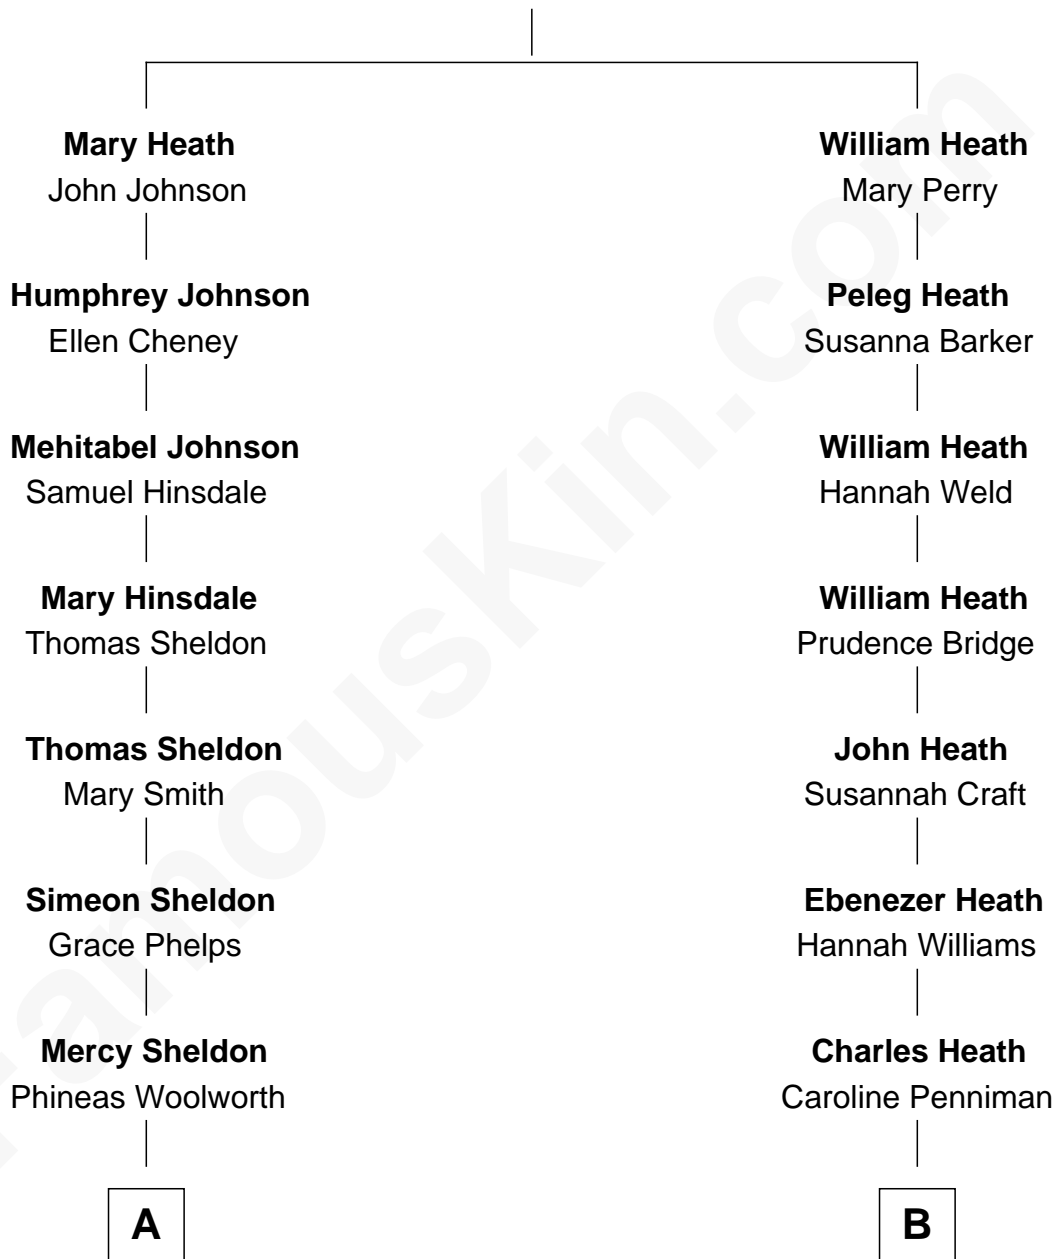 Mary Heath
John Johnson
William Heath
Mary Perry
Humphrey Johnson
Ellen Cheney
Peleg Heath
Susanna Barker
Mehitabel Johnson
Samuel Hinsdale
William Heath
Hannah Weld
Mary Hinsdale
Thomas Sheldon
William Heath
Prudence Bridge
Thomas Sheldon
Mary Smith
John Heath
Susannah Craft
Simeon Sheldon
Grace Phelps
Ebenezer Heath
Hannah Williams
Mercy Sheldon
Phineas Woolworth
Charles Heath
Caroline Penniman
A
B
FamousKin.com